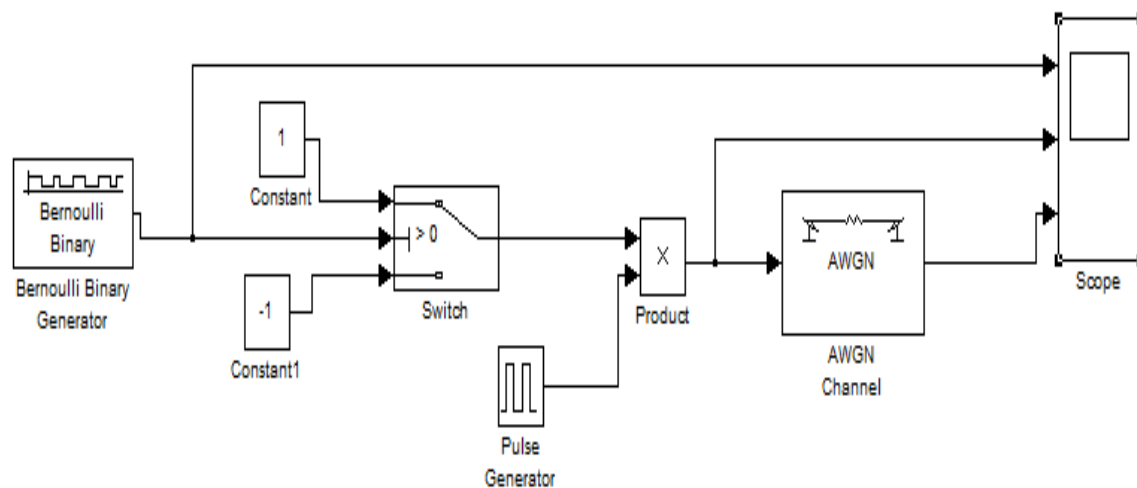 1
Constant
Bernoulli
Binary
Bernoulli Binary
Generator
> 0
Switch
-1
Constant1
X
Product
Pulse
Generator
AWGN
AWGN
Channel
Scope